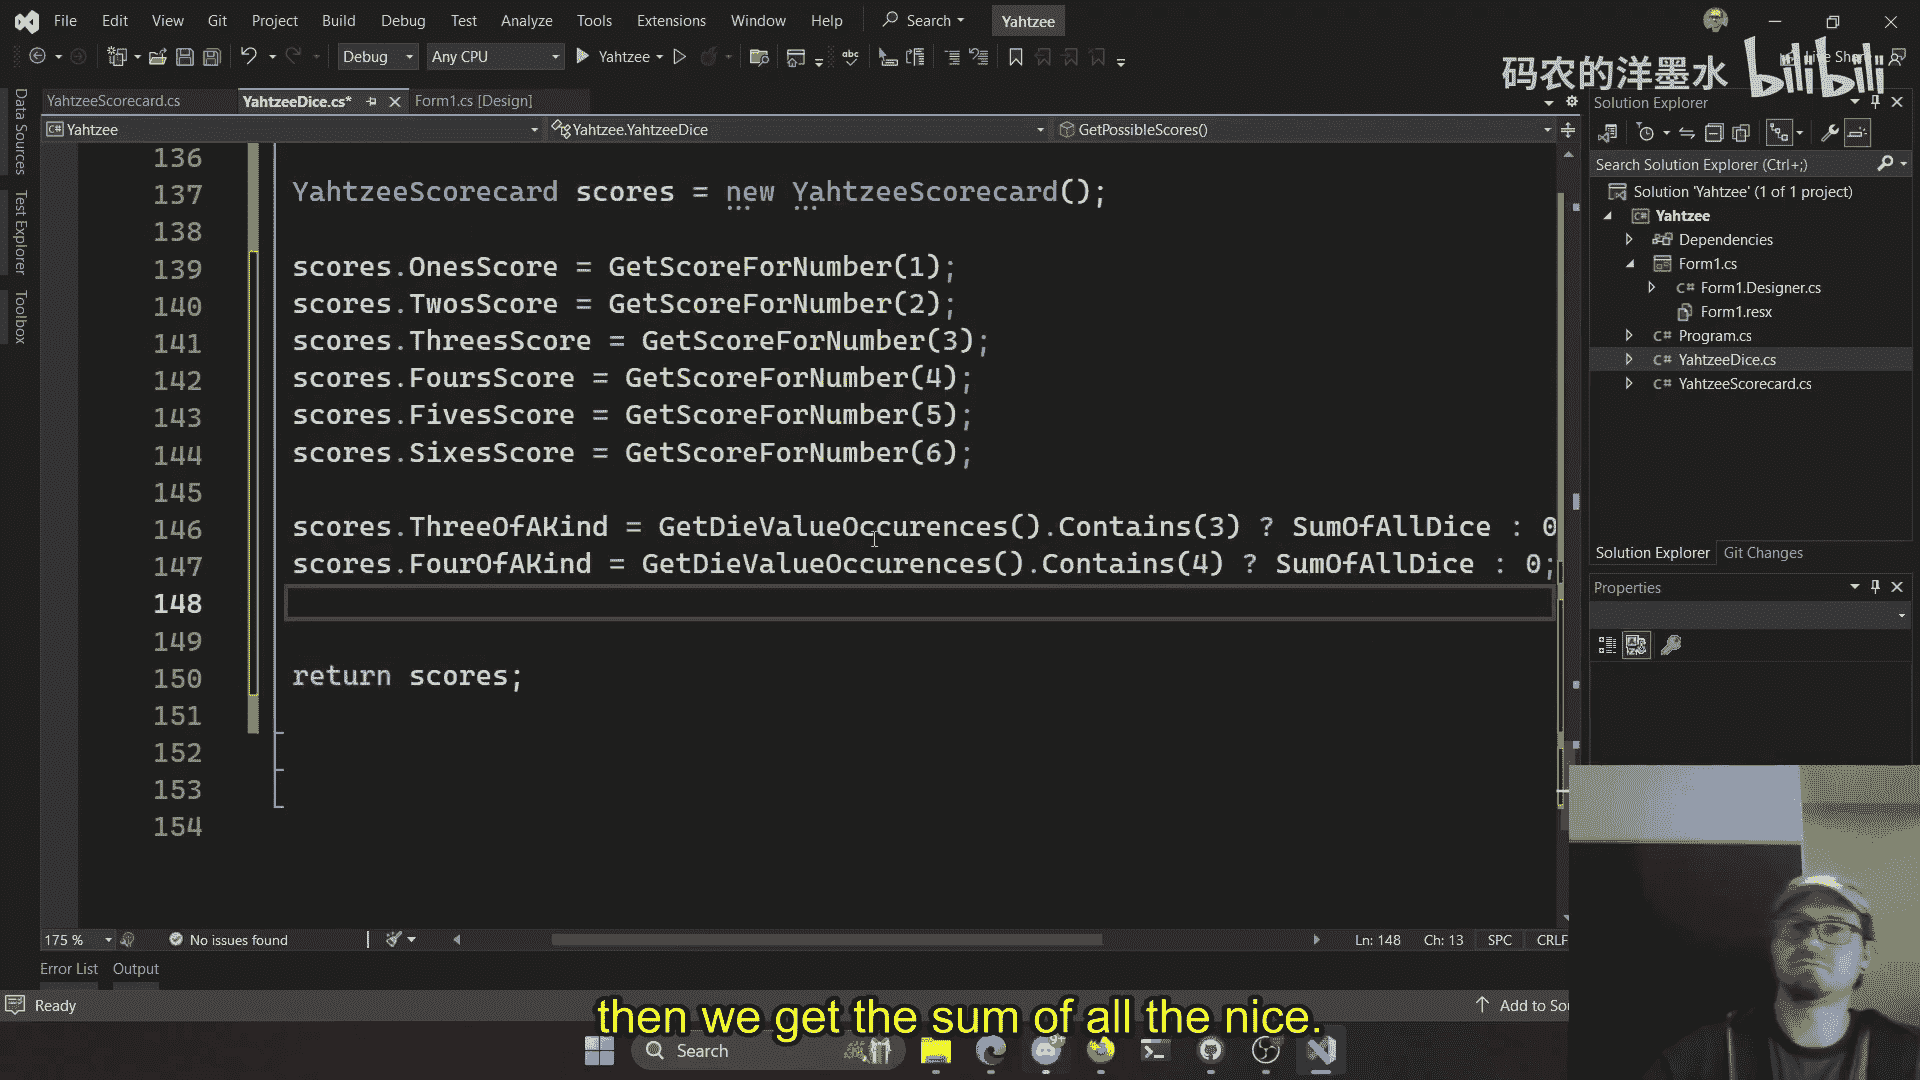 File Edit View Git Project Build Debug Test Analyze Tools Extensions Window Help Search Yahtzee
Debug Any CPU Yahtzee
码农的洋墨水 bilibili
YahtzeeScorecard.cs YahtzeeDice.cs* Form1.cs [Design]
Yahtzee Yahtzee.YahtzeeDice GetPossibleScores()
Data Sources
Test Explorer
Toolbox
136
137 YahtzeeScorecard scores = new YahtzeeScorecard();
138
139 scores.OnesScore = GetScoreForNumber(1);
140 scores.TwosScore = GetScoreForNumber(2);
141 scores.ThreesScore = GetScoreForNumber(3);
142 scores.FoursScore = GetScoreForNumber(4);
143 scores.FivesScore = GetScoreForNumber(5);
144 scores.SixesScore = GetScoreForNumber(6);
145
146 scores.ThreeOfAKind = GetDieValueOccurences().Contains(3) ? SumOfAllDice : 0
147 scores.FourOfAKind = GetDieValueOccurences().Contains(4) ? SumOfAllDice : 0;
148
149
150 return scores;
151
152
153
154
175 % No issues found Ln: 148 Ch: 13 SPC CRLF
Error List Output
Ready Add to Sou
Solution Explorer
Search Solution Explorer (Ctrl+;)
Solution 'Yahtzee' (1 of 1 project)
Yahtzee
Dependencies
Form1.cs
C# Form1.Designer.cs
Form1.resx
C# Program.cs
C# YahtzeeDice.cs
C# YahtzeeScorecard.cs
Solution Explorer Git Changes
Properties
then we get the sum of all the nice.
Search